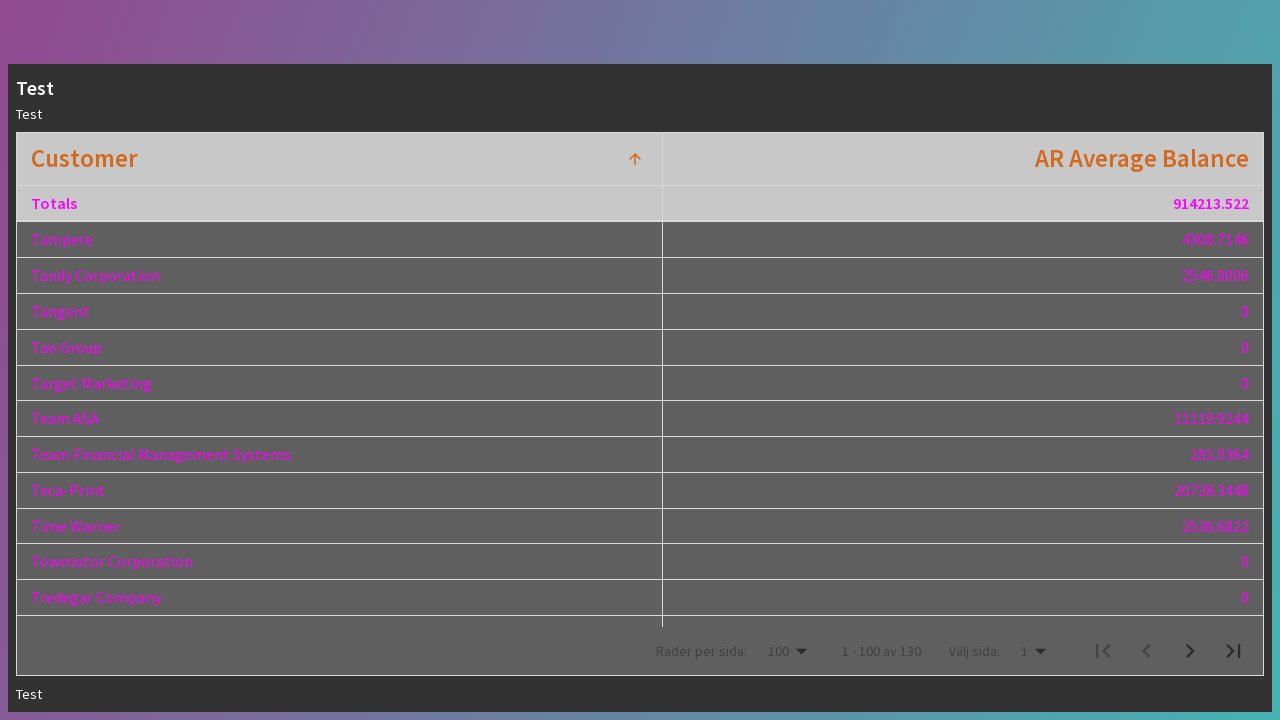 Test
Test
Customer AR Average Balance
Totals 914213.522
Tampere 4308.7146
Tandy Corporation 2546.8006
Tangent 0
Tao Group 0
Target Marketing 0
Team ASA 11119.9244
Team Financial Management Systems 181.0364
Teca-Print 20728.3448
Time Warner 2536.6822
Towmotor Corporation 0
Tredegar Company 0
Rader per sida: 100 1 - 100 av 130 Välj sida: 1
Test